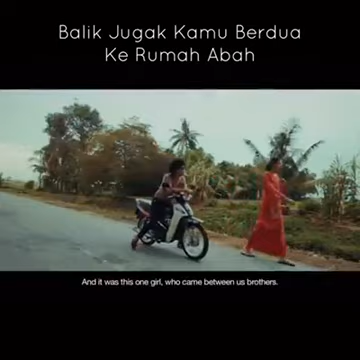 Balik Jugak Kamu Berdua
Ke Rumah Abah
And it was this one girl, who came between us brothers.